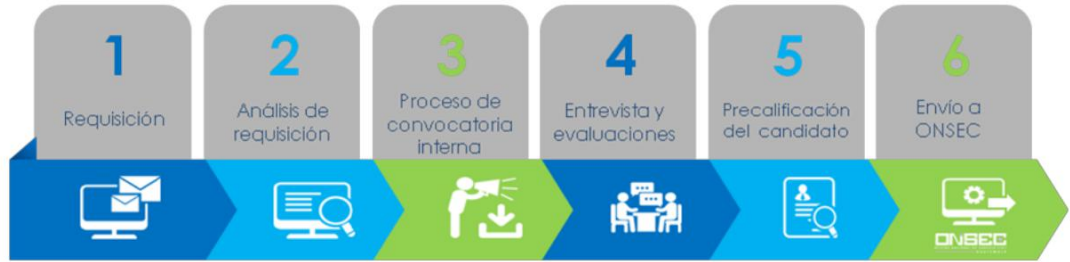 1
Requisición
2
Análisis de
requisición
3
Proceso de
convocatoria
interna
4
Entrevista y
evaluaciones
5
Precalificación
del candidato
6
Envío a
ONSEC
ONSEC